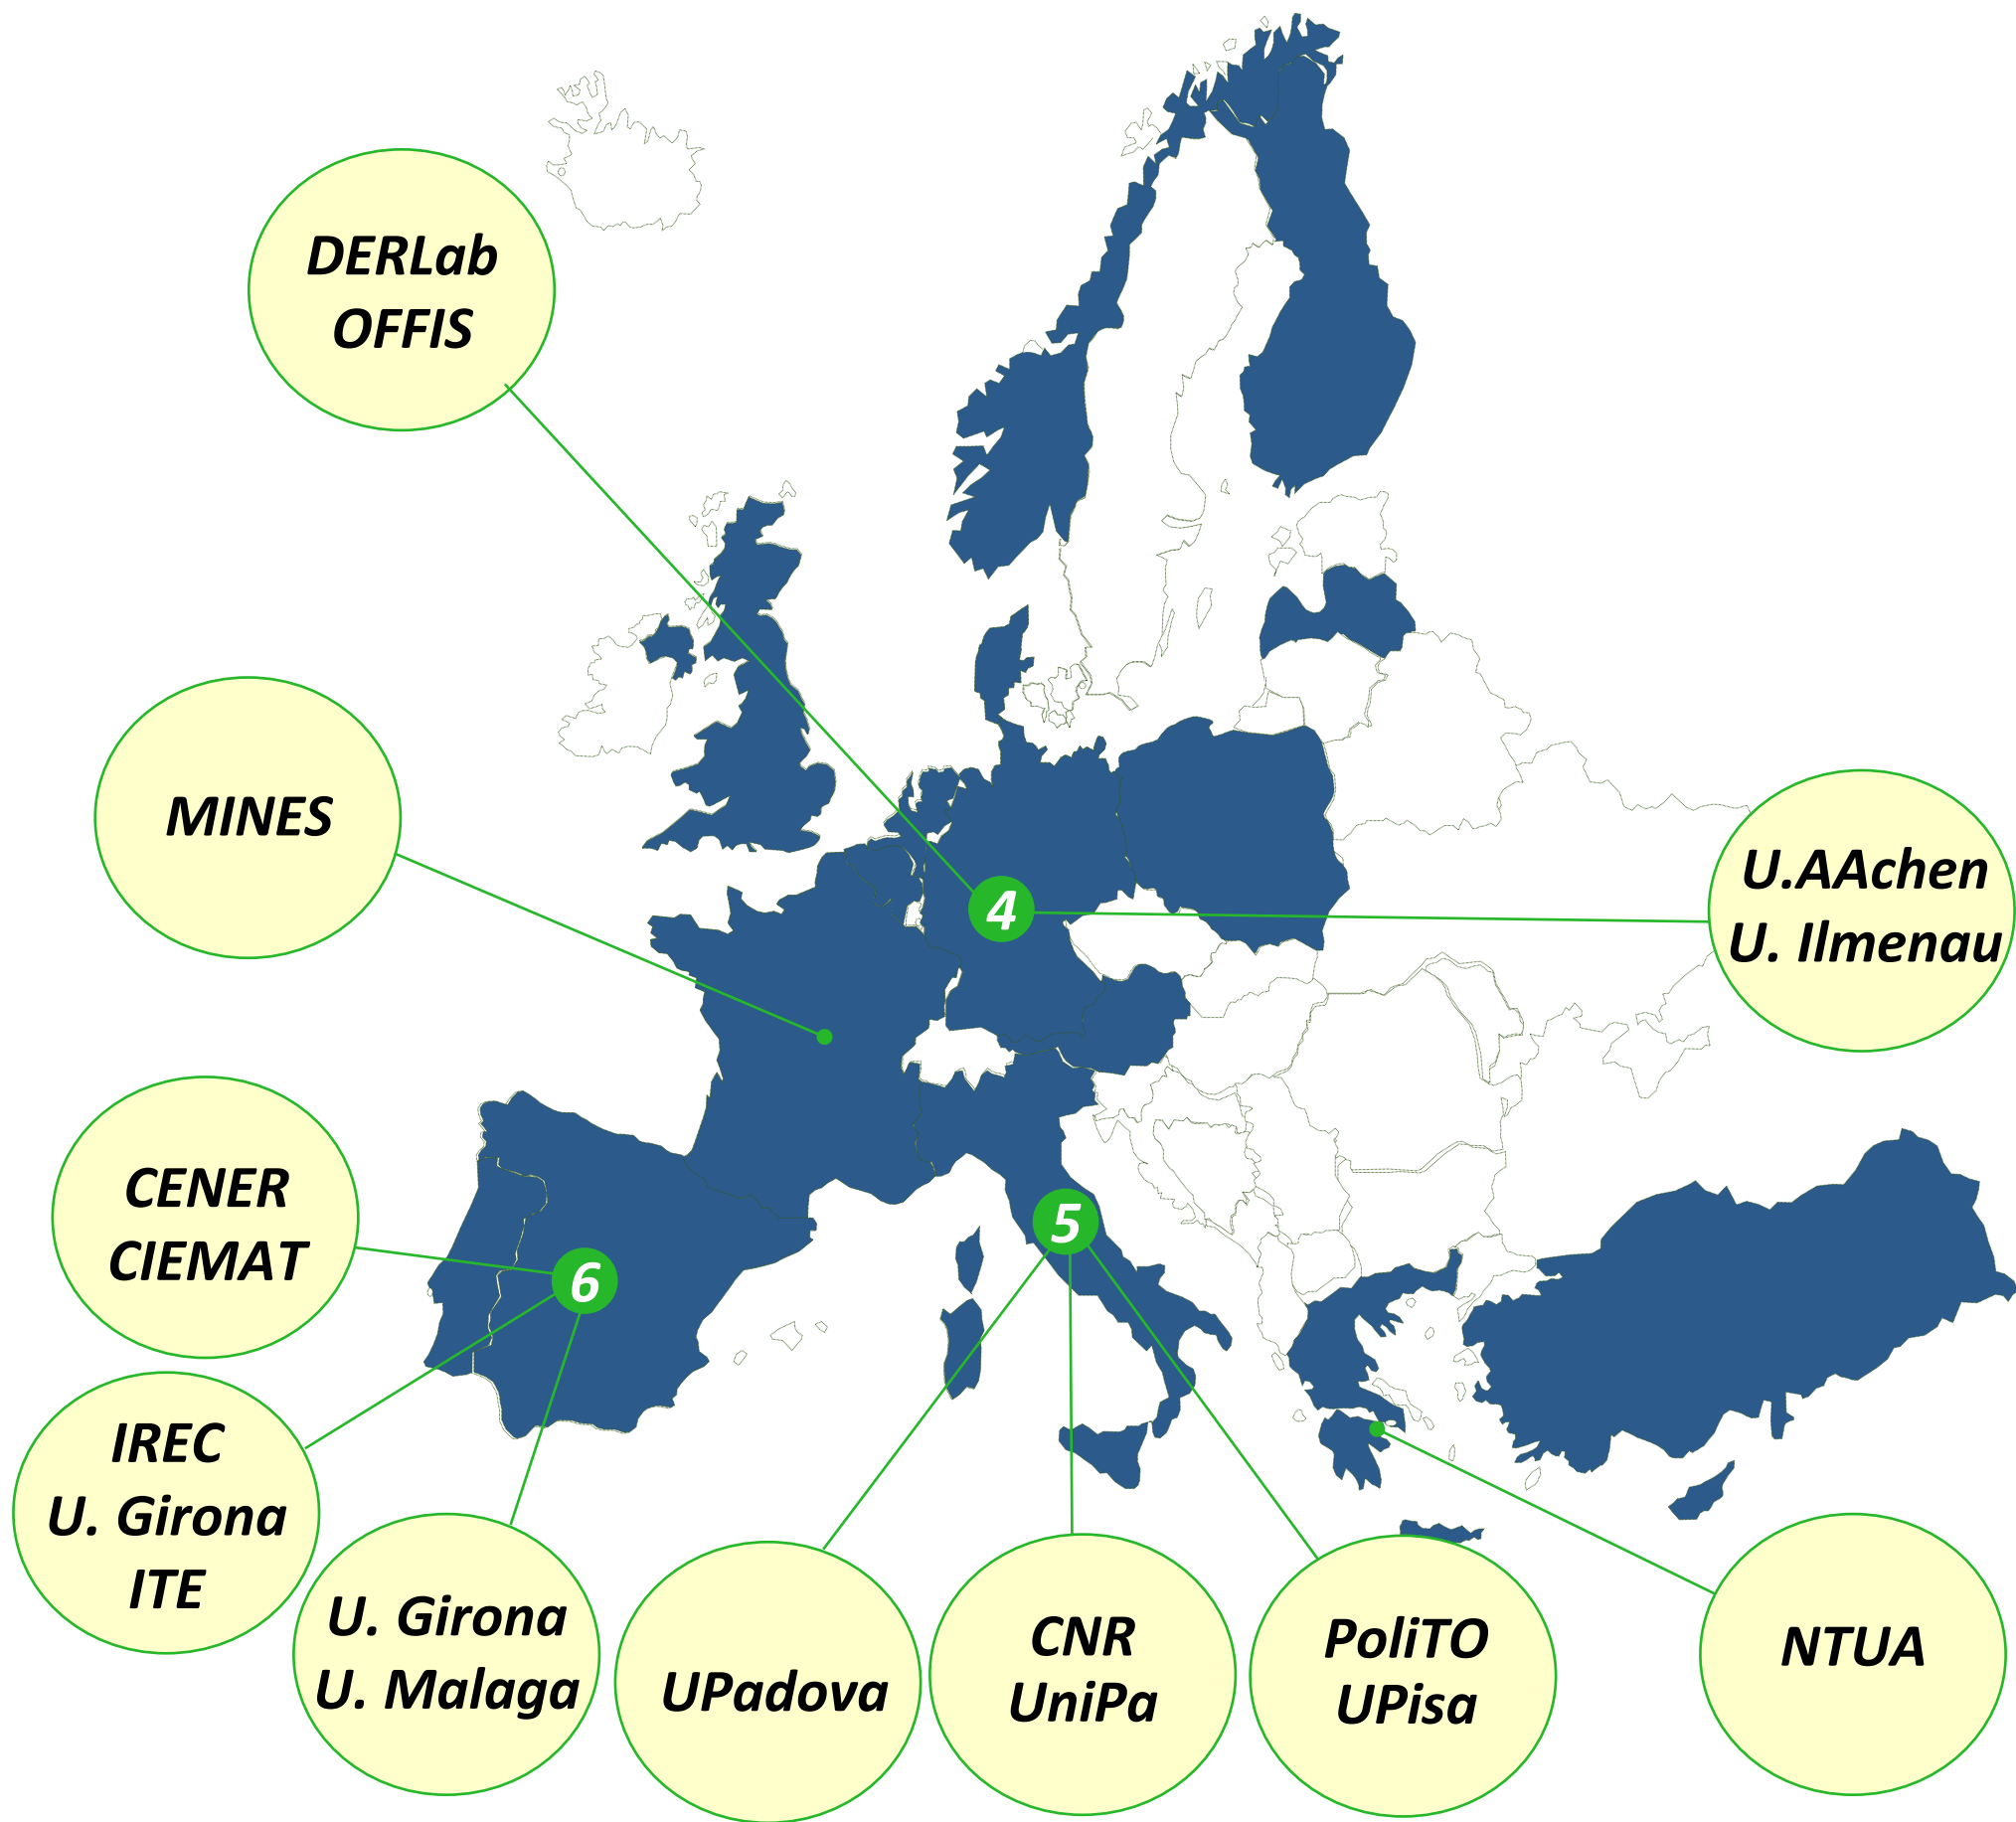 DERLab
OFFIS
MINES
4
U.AAchen
U. Ilmenau
CENER
CIEMAT
6
5
IREC
U. Girona
ITE
U. Girona
U. Malaga
UPadova
CNR
UniPa
PoliTO
UPisa
NTUA